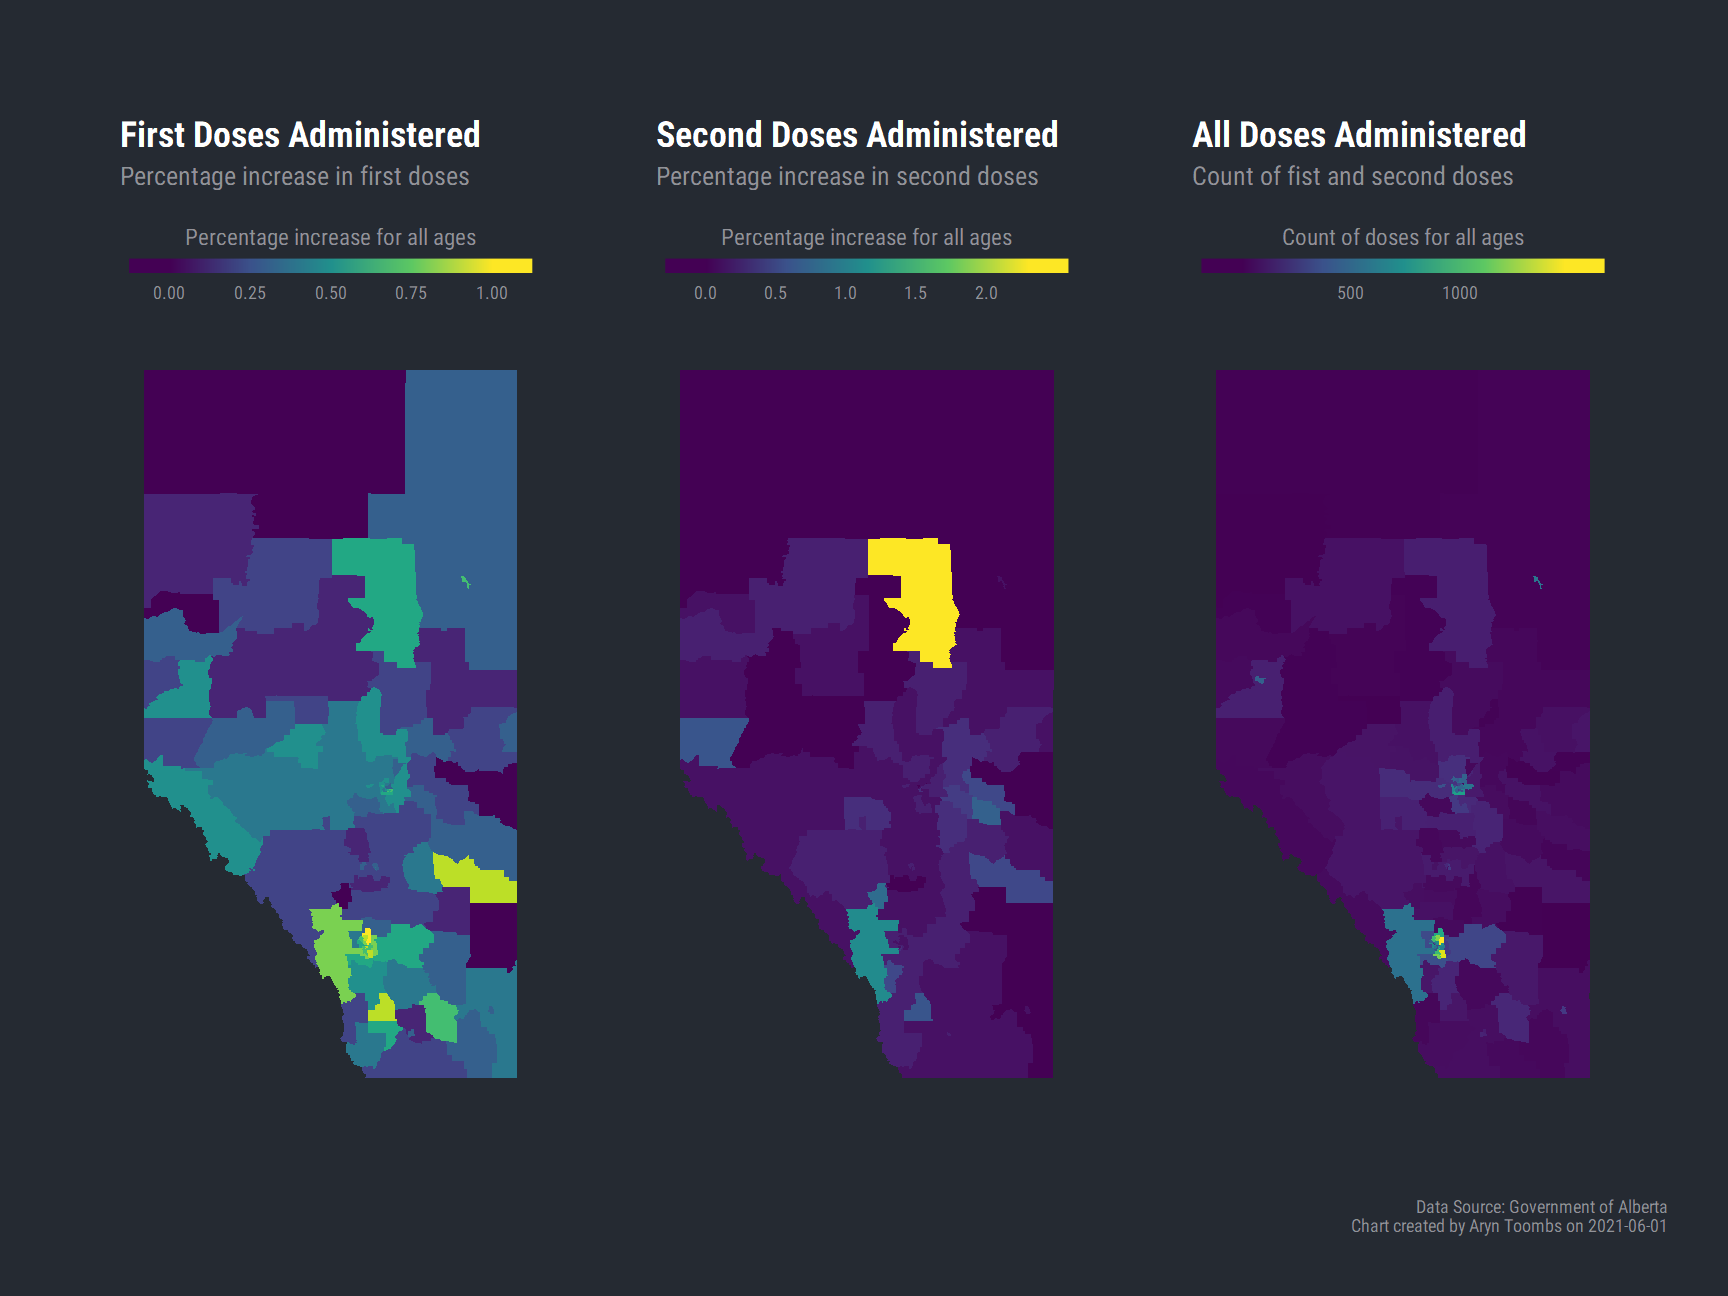 First Doses Administered
Percentage increase in first doses
Percentage increase for all ages
0.00 0.25 0.50 0.75 1.00
Second Doses Administered
Percentage increase in second doses
Percentage increase for all ages
0.0 0.5 1.0 1.5 2.0
All Doses Administered
Count of fist and second doses
Count of doses for all ages
500 1000
Data Source: Government of Alberta
Chart created by Aryn Toombs on 2021-06-01